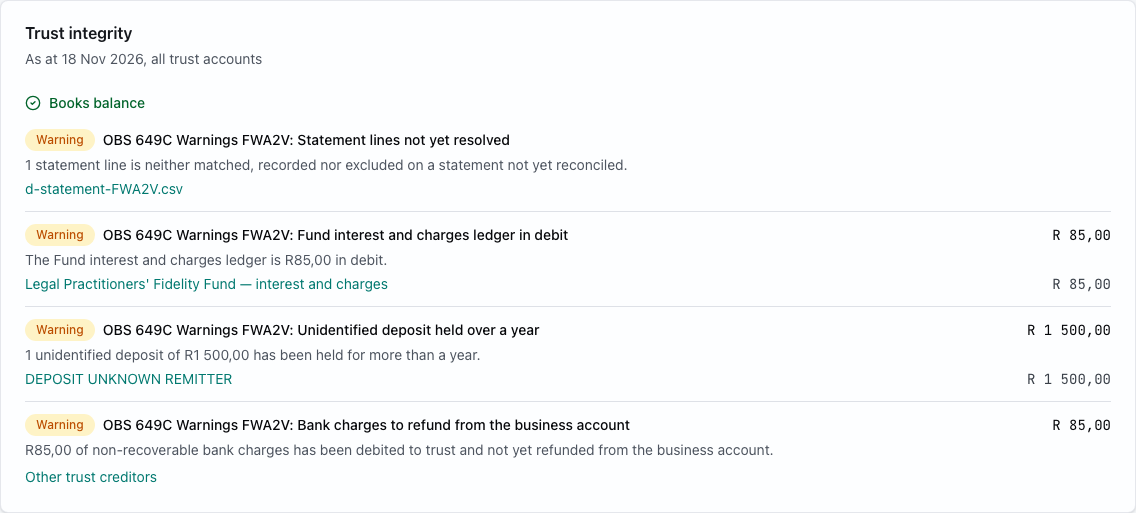 Trust integrity
As at 18 Nov 2026, all trust accounts
Books balance
Warning OBS 649C Warnings FWA2V: Statement lines not yet resolved
1 statement line is neither matched, recorded nor excluded on a statement not yet reconciled.
d-statement-FWA2V.csv
Warning OBS 649C Warnings FWA2V: Fund interest and charges ledger in debit R 85,00
The Fund interest and charges ledger is R85,00 in debit.
Legal Practitioners' Fidelity Fund — interest and charges R 85,00
Warning OBS 649C Warnings FWA2V: Unidentified deposit held over a year R 1 500,00
1 unidentified deposit of R1 500,00 has been held for more than a year.
DEPOSIT UNKNOWN REMITTER R 1 500,00
Warning OBS 649C Warnings FWA2V: Bank charges to refund from the business account R 85,00
R85,00 of non-recoverable bank charges has been debited to trust and not yet refunded from the business account.
Other trust creditors